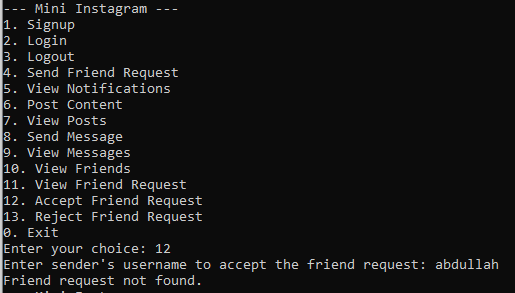 --- Mini Instagram ---
1. Signup
2. Login
3. Logout
4. Send Friend Request
5. View Notifications
6. Post Content
7. View Posts
8. Send Message
9. View Messages
10. View Friends
11. View Friend Request
12. Accept Friend Request
13. Reject Friend Request
0. Exit
Enter your choice: 12
Enter sender's username to accept the friend request: abdullah
Friend request not found.